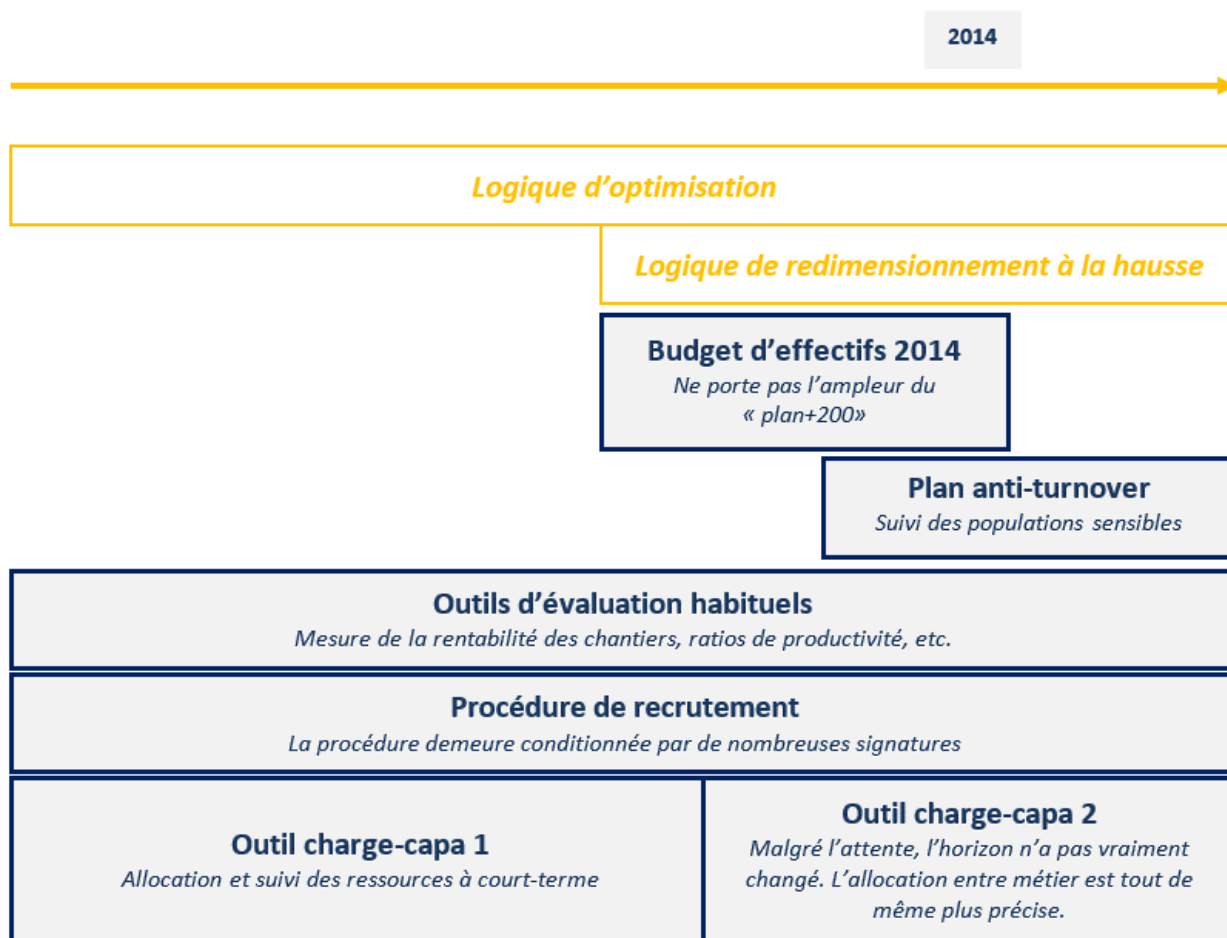 2014
Logique d’optimisation
Logique de redimensionnement à la hausse
Budget d’effectifs 2014
Ne porte pas l’ampleur du
« plan+200»
Plan anti-turnover
Suivi des populations sensibles
Outils d’évaluation habituels
Mesure de la rentabilité des chantiers, ratios de productivité, etc.
Procédure de recrutement
La procédure demeure conditionnée par de nombreuses signatures
Outil charge-capa 1
Allocation et suivi des ressources à court-terme
Outil charge-capa 2
Malgré l’attente, l’horizon n’a pas vraiment
changé. L’allocation entre métier est tout de
même plus précise.